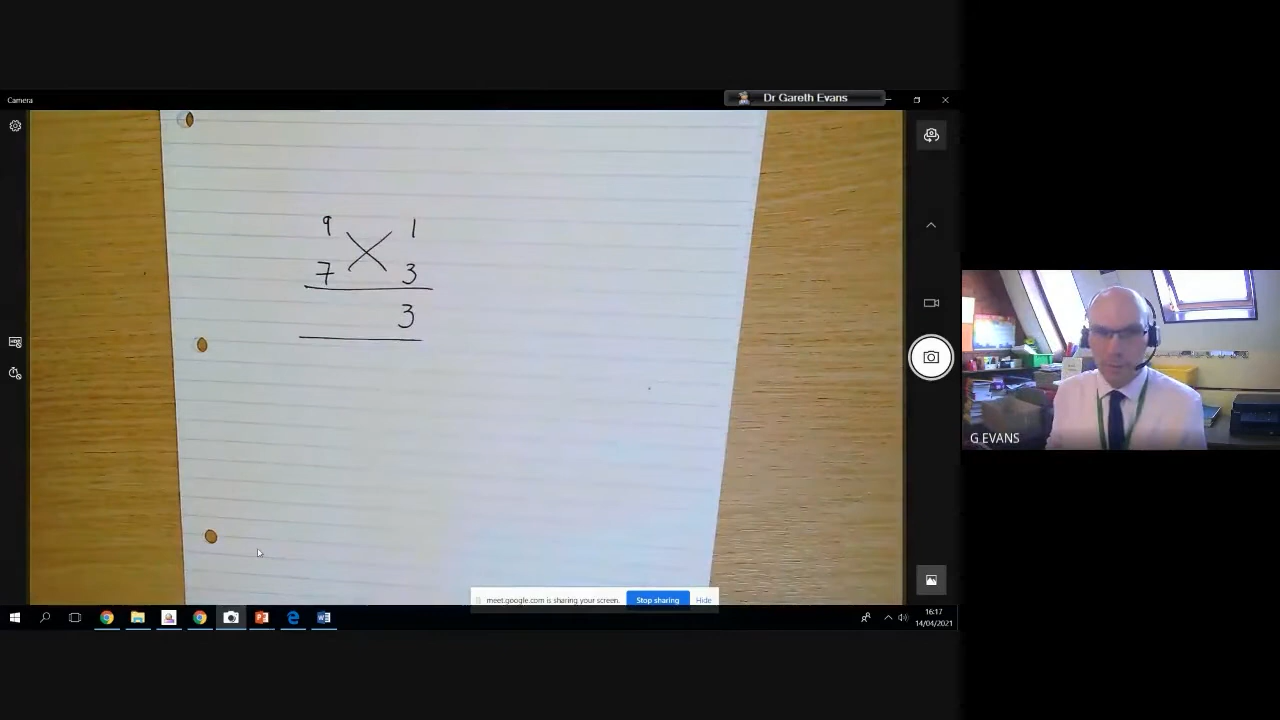 Camera
Dr Gareth Evans
9 1
7 3
3
G EVANS
meet.google.com is sharing your screen. Stop sharing Hide
16:17
14/04/2021